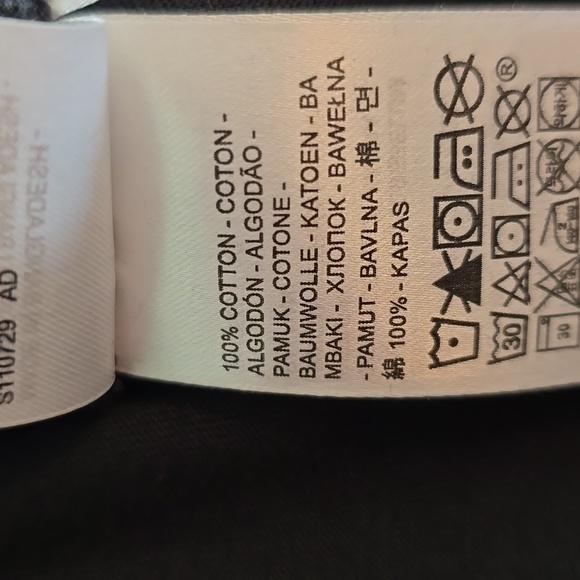 S110729 AD
100% COTTON - COTON -
ALGODÓN - ALGODÃO -
PAMUK - COTONE -
BAUMWOLLE - KATOEN - BA
MBAKI - ХЛОПОК - BAWEŁNA
- PAMUT - BAVLNA - 棉 - 면 -
綿 100% - KAPAS
®
30
30